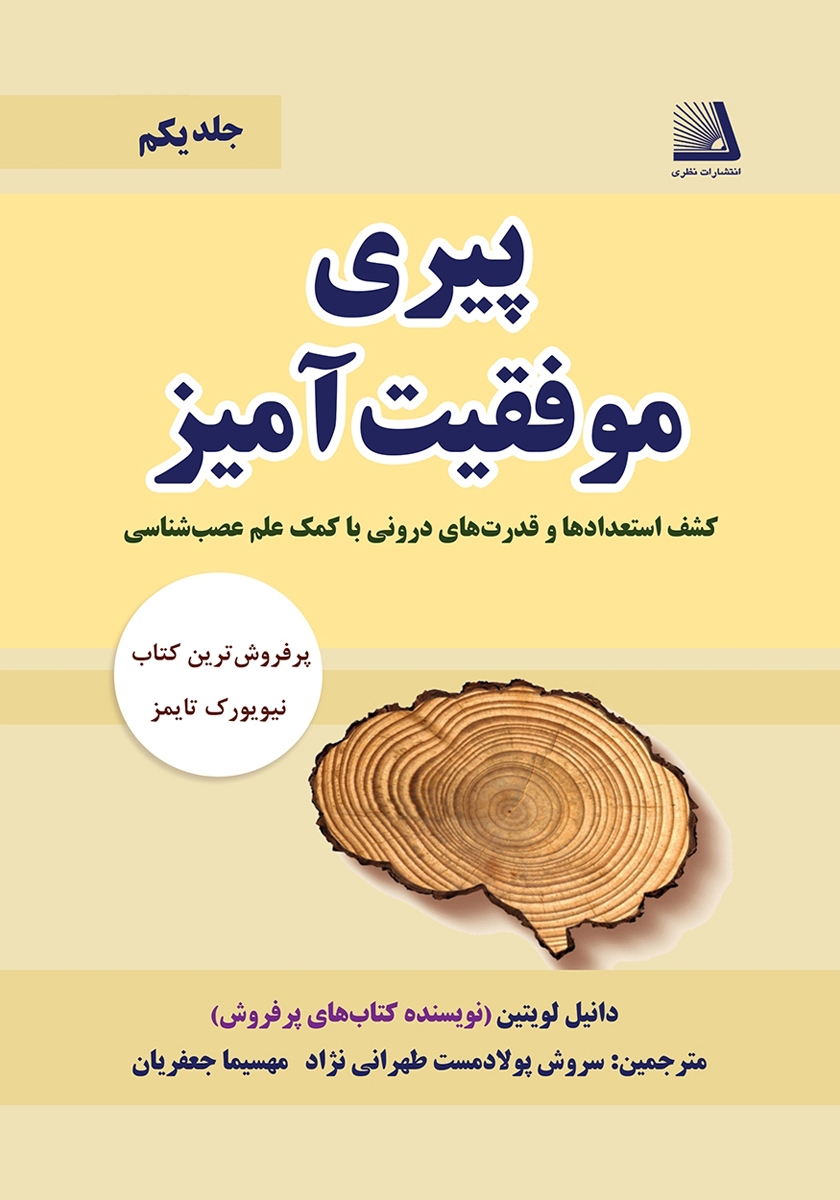 انتشارات نظری
جلد یکم
پیری
موفقیت آمیز
کشف استعدادها و قدرت‌های درونی با کمک علم عصب‌شناسی
پرفروش‌ترین کتاب
نیویورک تایمز
دانیل لویتین (نویسنده کتاب‌های پرفروش)
مترجمین: سروش پولادمست طهرانی نژاد مهسیما جعفریان